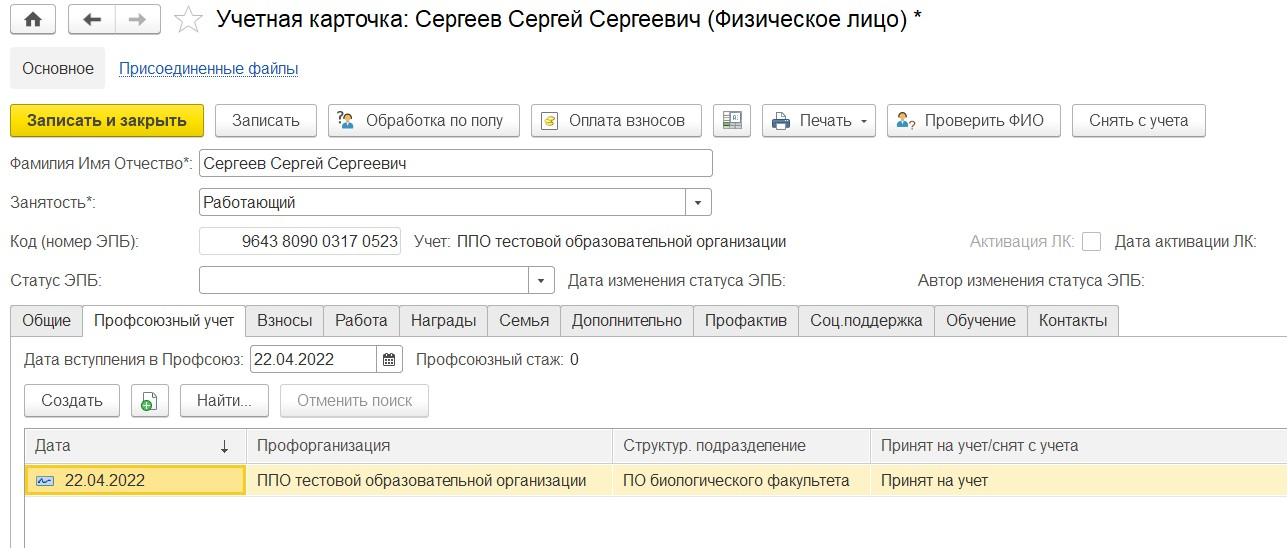 Учетная карточка: Сергеев Сергей Сергеевич (Физическое лицо) *
Основное Присоединенные файлы
Записать и закрыть Записать Обработка по полу Оплата взносов Печать Проверить ФИО Снять с учета
Фамилия Имя Отчество*: Сергеев Сергей Сергеевич
Занятость*: Работающий
Код (номер ЭПБ): 9643 8090 0317 0523 Учет: ППО тестовой образовательной организации Активация ЛК: Дата активации ЛК:
Статус ЭПБ: Дата изменения статуса ЭПБ: Автор изменения статуса ЭПБ:
Общие Профсоюзный учет Взносы Работа Награды Семья Дополнительно Профактив Соц.поддержка Обучение Контакты
Дата вступления в Профсоюз: 22.04.2022 Профсоюзный стаж: 0
Создать Найти... Отменить поиск
Дата Профорганизация Структур. подразделение Принят на учет/снят с учета
22.04.2022 ППО тестовой образовательной организации ПО биологического факультета Принят на учет